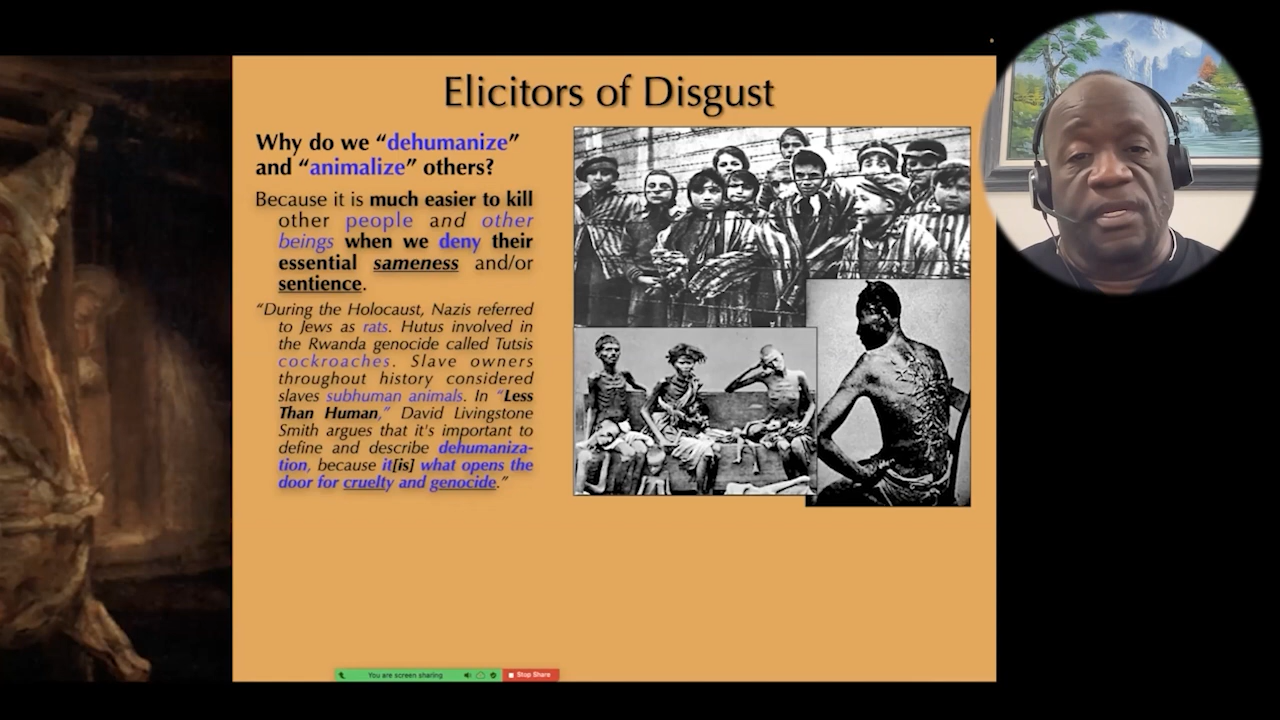 Elicitors of Disgust
Why do we “dehumanize”
and “animalize” others?
Because it is much easier to kill
other people and other
beings when we deny their
essential sameness and/or
sentience.
“During the Holocaust, Nazis referred
to Jews as rats. Hutus involved in
the Rwanda genocide called Tutsis
cockroaches. Slave owners
throughout history considered
slaves subhuman animals. In “Less
Than Human,” David Livingstone
Smith argues that it's important to
define and describe dehumaniza-
tion, because it[is] what opens the
door for cruelty and genocide.”
You are screen sharing
Stop Share